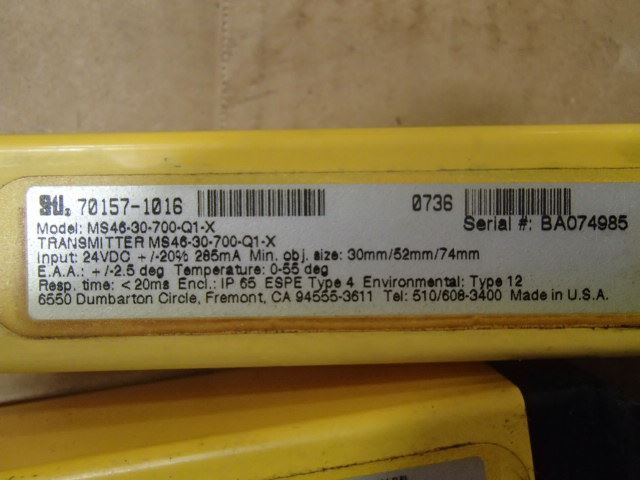 Sti® 70157-1016 0736
Model: MS46-30-700-Q1-X Serial #: BA074985
TRANSMITTER MS46-30-700-Q1-X
Input: 24VDC +/-20% 285mA Min. obj. size: 30mm/52mm/74mm
E.A.A.: +/-2.5 deg Temperature: 0-55 deg
Resp. time: <20ms Encl.: IP 65 ESPE Type 4 Environmental: Type 12
6550 Dumbarton Circle, Fremont, CA 94555-3611 Tel: 510/608-3400 Made in U.S.A.